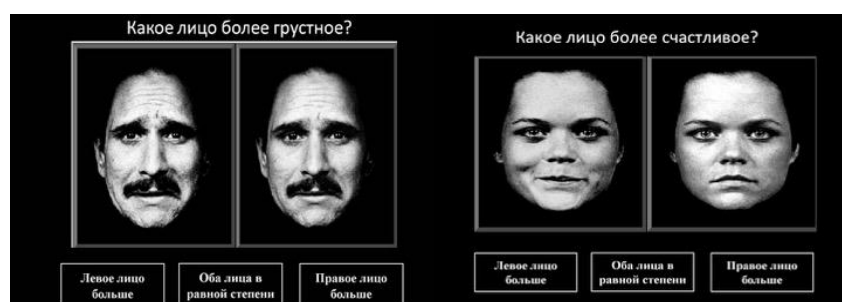 Какое лицо более грустное?
Левое лицо
больше
Оба лица в
равной степени
Правое лицо
больше
Какое лицо более счастливое?
Левое лицо
больше
Оба лица в
равной степени
Правое лицо
больше